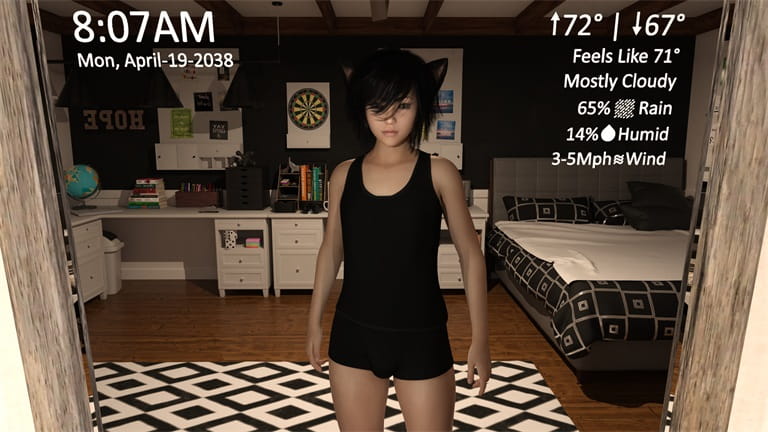 8:07AM
Mon, April-19-2038
↑72° | ↓67°
Feels Like 71°
Mostly Cloudy
65% Rain
14% Humid
3-5Mph≋Wind
HOPE